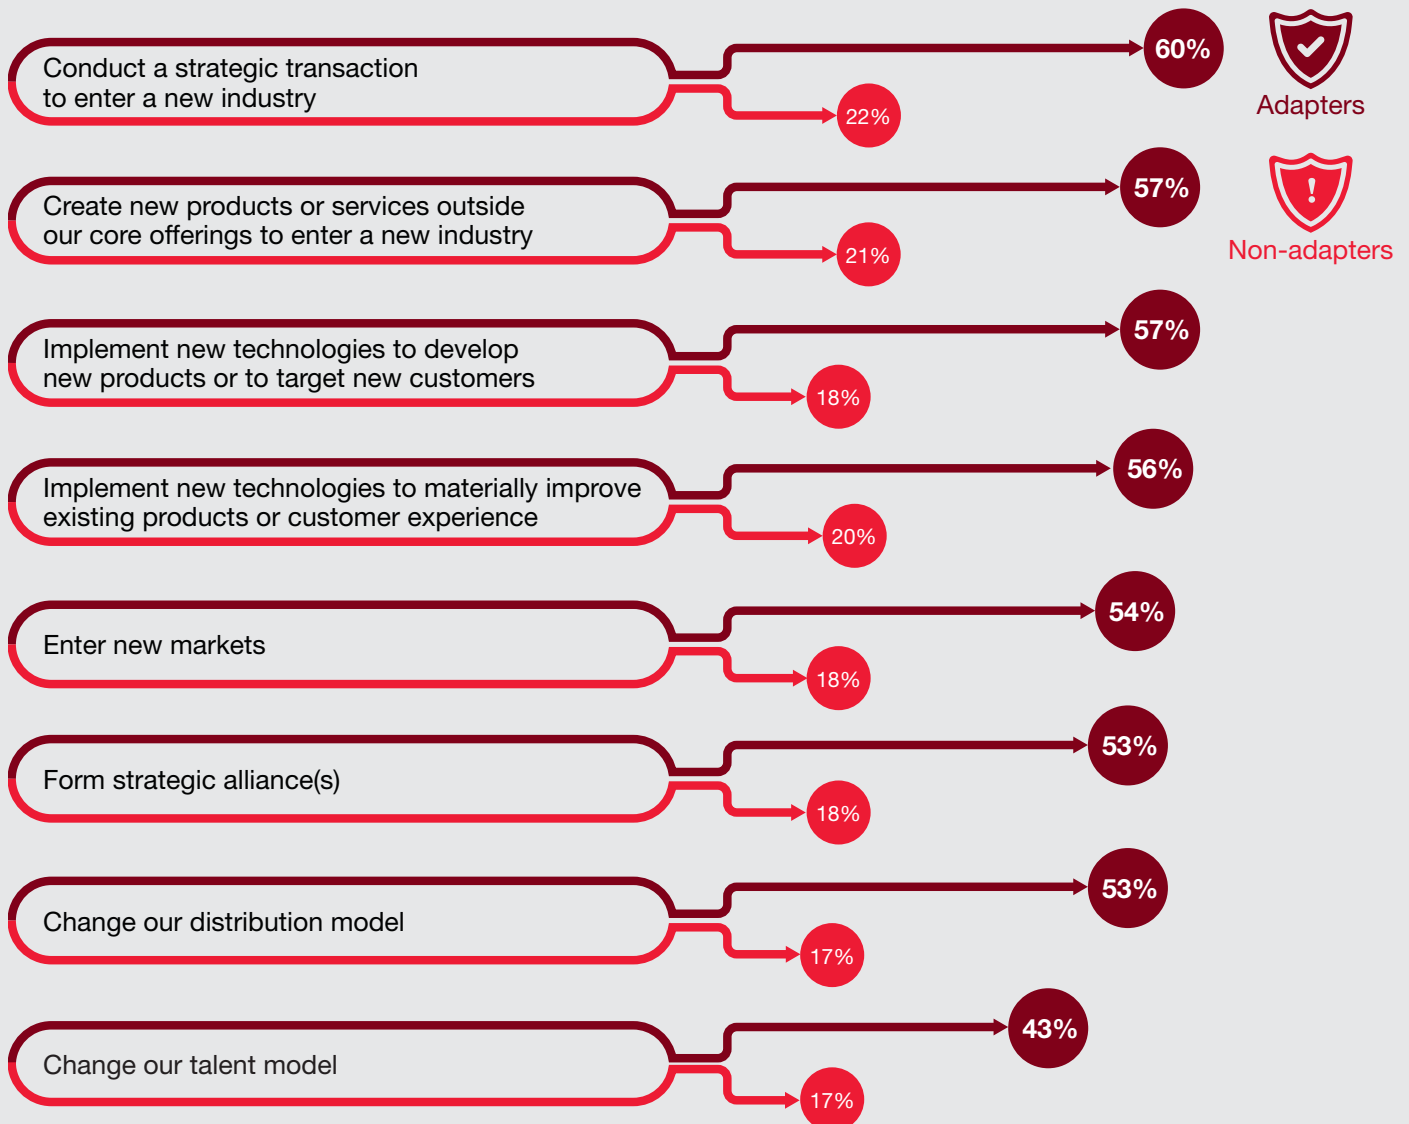 Conduct a strategic transaction
to enter a new industry
60%
22%
Adapters
Create new products or services outside
our core offerings to enter a new industry
57%
21%
!
Non-adapters
Implement new technologies to develop
new products or to target new customers
57%
18%
Implement new technologies to materially improve
existing products or customer experience
56%
20%
Enter new markets
54%
18%
Form strategic alliance(s)
53%
18%
Change our distribution model
53%
17%
Change our talent model
43%
17%